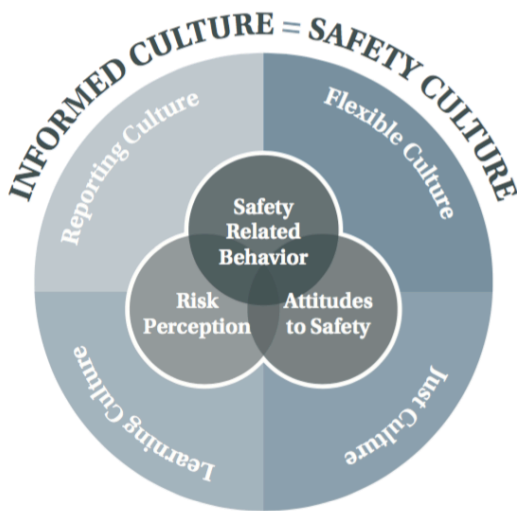 INFORMED CULTURE = SAFETY CULTURE
Reporting Culture
Flexible Culture
Safety
Related
Behavior
Risk
Perception
Attitudes
to Safety
Learning Culture
Just Culture